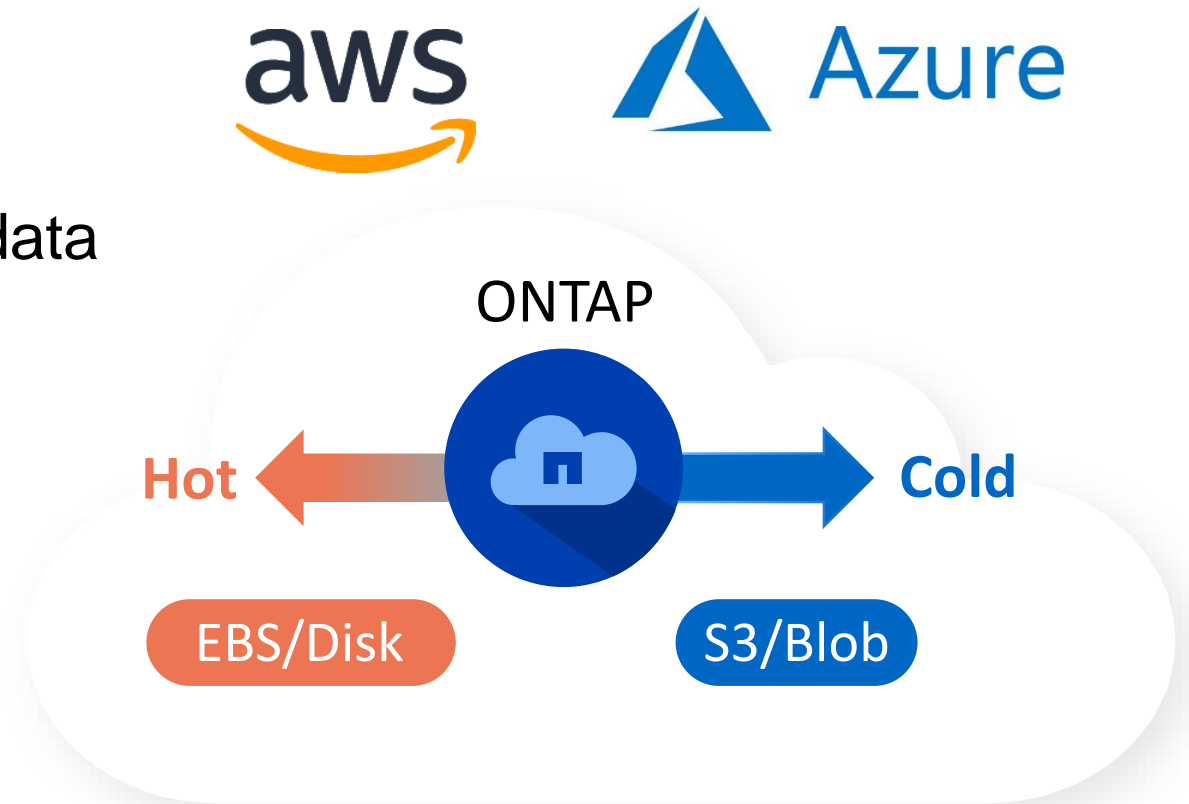 aws
Azure
data
ONTAP
Hot
Cold
EBS/Disk
S3/Blob